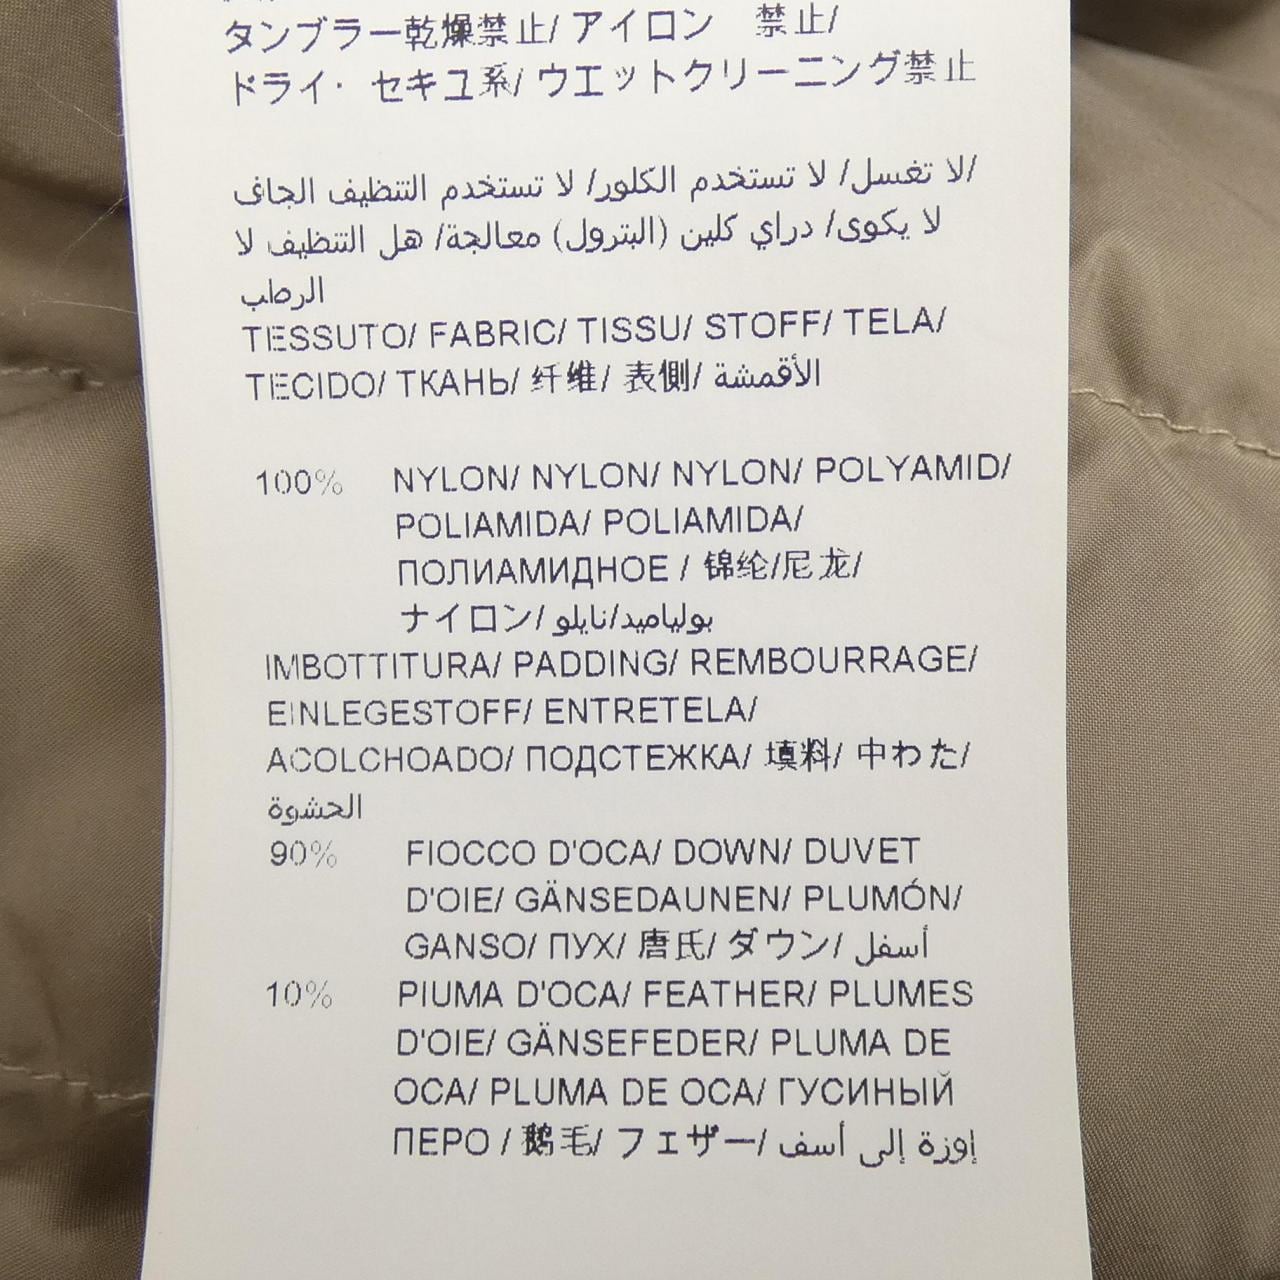 タンブラー乾燥禁止/ アイロン 禁止/
ドライ・ セキユ系/ ウエットクリーニング禁止
لا تغسل/ لا تستخدم الكلور/ لا تستخدم التنظيف الجاف/
لا يكوى/ دراي كلين (البترول) معالجة/ هل التنظيف لا
الرطب
TESSUTO/ FABRIC/ TISSU/ STOFF/ TELA/
TECIDO/ ТКАНЬ/ 纤维/ 表側/ الأقمشة
100% NYLON/ NYLON/ NYLON/ POLYAMID/
POLIAMIDA/ POLIAMIDA/
ПОЛИАМИДНОЕ / 锦纶/尼龙/
ナイロン/ بولياميد/نايلو
IMBOTTITURA/ PADDING/ REMBOURRAGE/
EINLEGESTOFF/ ENTRETELA/
ACOLCHOADO/ ПОДСТЕЖКА/ 填料/ 中わた/
الحشوة
90% FIOCCO D'OCA/ DOWN/ DUVET
D'OIE/ GÄNSEDAUNEN/ PLUMÓN/
GANSO/ ПУХ/ 唐氏/ ダウン/ أسفل
10% PIUMA D'OCA/ FEATHER/ PLUMES
D'OIE/ GÄNSEFEDER/ PLUMA DE
OCA/ PLUMA DE OCA/ ГУСИНЫЙ
ПЕРО / 鹅毛/ フェザー/ إوزة إلى أسف